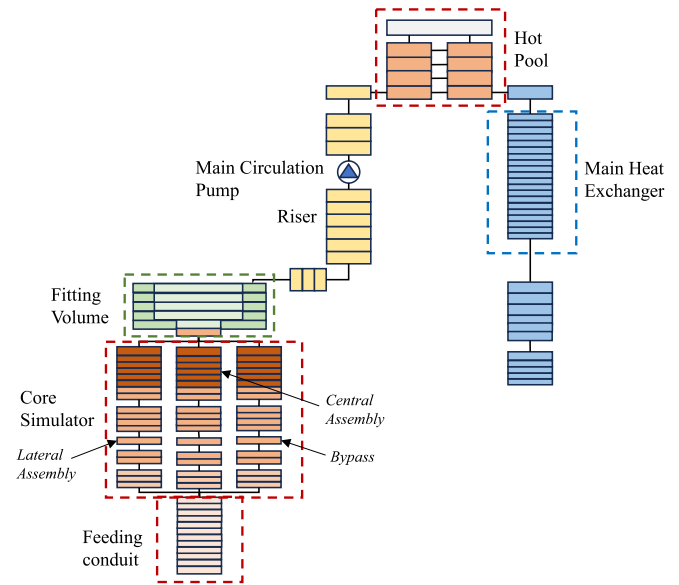 Hot
Pool
Main Circulation
Pump
Main Heat
Exchanger
Riser
Fitting
Volume
Core
Simulator
Central
Assembly
Lateral
Assembly
Bypass
Feeding
conduit